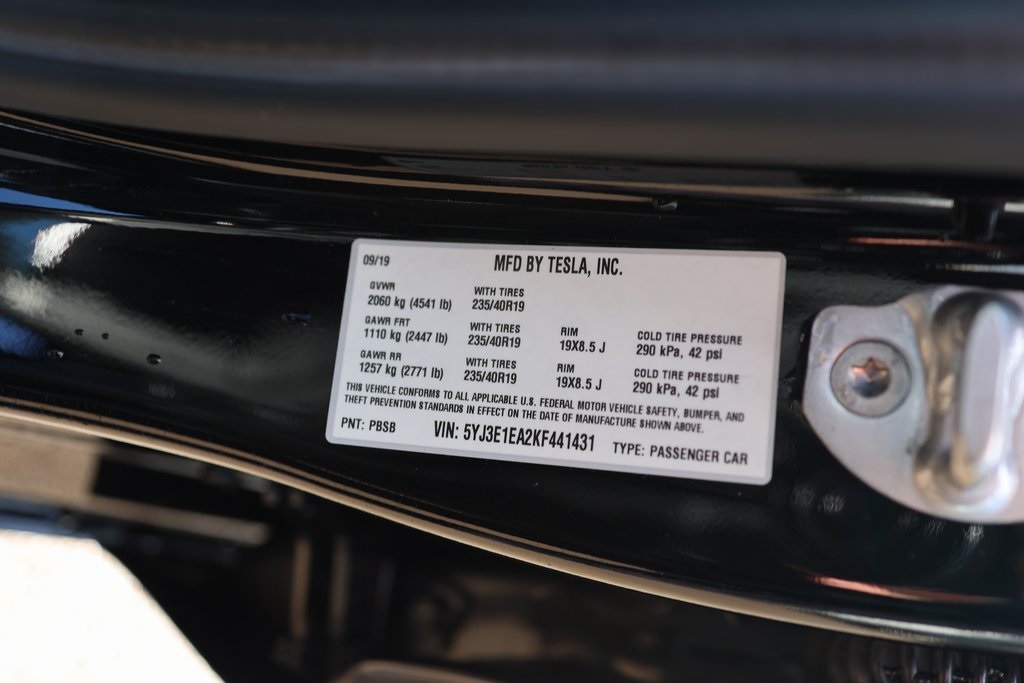 09/19 MFD BY TESLA, INC.
GVWR WITH TIRES
2060 kg (4541 lb) 235/40R19
GAWR FRT WITH TIRES RIM COLD TIRE PRESSURE
1110 kg (2447 lb) 235/40R19 19X8.5 J 290 kPa, 42 psi
GAWR RR WITH TIRES RIM COLD TIRE PRESSURE
1257 kg (2771 lb) 235/40R19 19X8.5 J 290 kPa, 42 psi
THIS VEHICLE CONFORMS TO ALL APPLICABLE U.S. FEDERAL MOTOR VEHICLE SAFETY, BUMPER, AND
THEFT PREVENTION STANDARDS IN EFFECT ON THE DATE OF MANUFACTURE SHOWN ABOVE.
PNT: PBSB VIN: 5YJ3E1EA2KF441431 TYPE: PASSENGER CAR